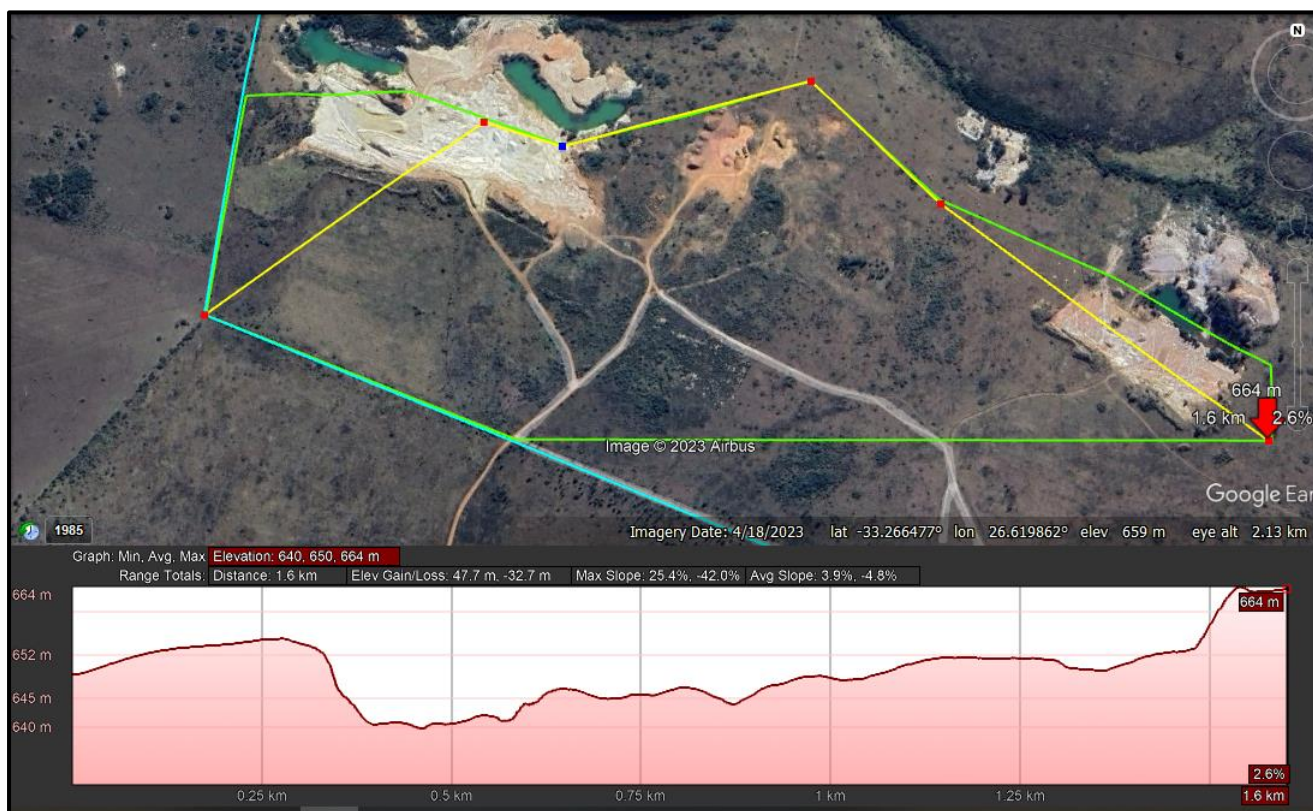 N
664 m
1.6 km 2.6%
Image © 2023 Airbus
Google Ear
1985
Imagery Date: 4/18/2023 lat -33.266477° lon 26.619862° elev 659 m eye alt 2.13 km
Graph: Min, Avg, Max Elevation: 640, 650, 664 m
Range Totals: Distance: 1.6 km Elev Gain/Loss: 47.7 m, -32.7 m Max Slope: 25.4%, -42.0% Avg Slope: 3.9%, -4.8%
664 m
664 m
652 m
645 m
640 m
2.6%
0.25 km 0.5 km 0.75 km 1 km 1.25 km 1.6 km